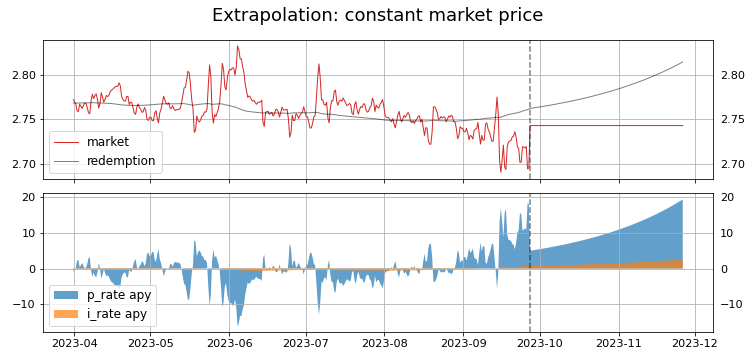 Extrapolation: constant market price
2.80 2.80
2.75 2.75
2.70 2.70
market
redemption
20 20
10 10
0 0
−10 −10
p_rate apy
i_rate apy
2023-04 2023-05 2023-06 2023-07 2023-08 2023-09 2023-10 2023-11 2023-12